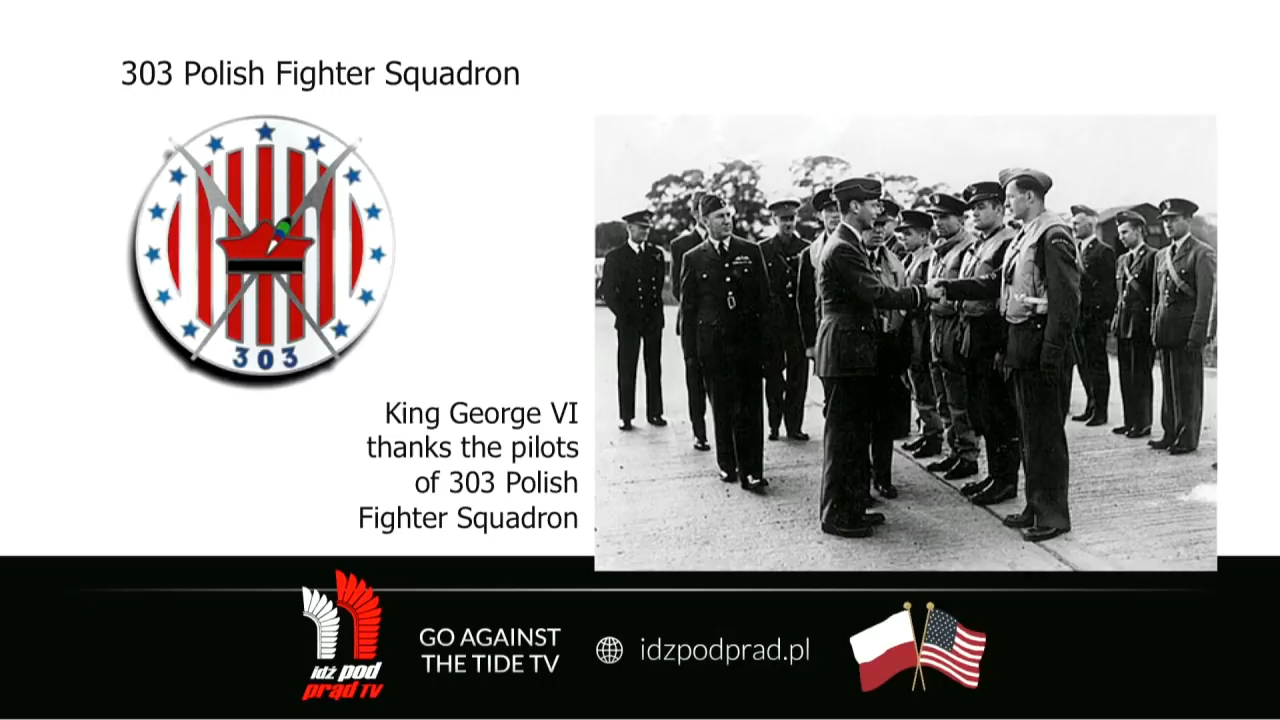 303 Polish Fighter Squadron
303
King George VI
thanks the pilots
of 303 Polish
Fighter Squadron
idź pod
prąd TV
GO AGAINST
THE TIDE TV
idzpodprad.pl